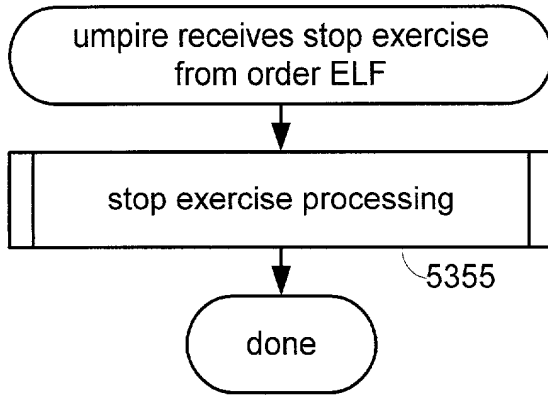 umpire receives stop exercise
from order ELF
stop exercise processing
5355
done